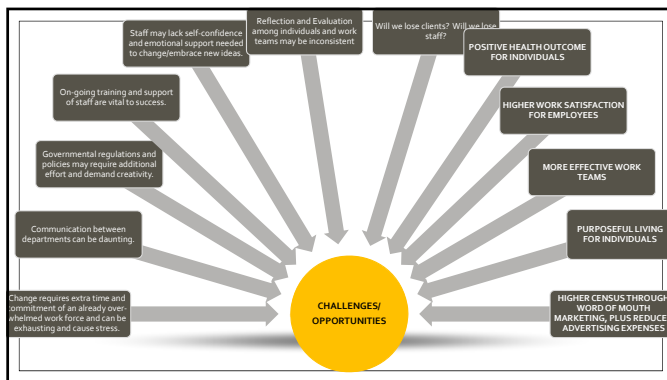 Staff may lack self-confidence
and emotional support needed
to change/embrace new ideas.
Reflection and Evaluation
among individuals and work
teams may be inconsistent
Will we lose clients? Will we lose
staff?
POSITIVE HEALTH OUTCOME
FOR INDIVIDUALS
On-going training and support
of staff are vital to success.
HIGHER WORK SATISFACTION
FOR EMPLOYEES
Governmental regulations and
policies may require additional
effort and demand creativity.
MORE EFFECTIVE WORK
TEAMS
Communication between
departments can be daunting.
PURPOSEFUL LIVING
FOR INDIVIDUALS
Change requires extra time and
commitment of an already over-
whelmed work force and can be
exhausting and cause stress.
CHALLENGES/
OPPORTUNITIES
HIGHER CENSUS THROUGH
WORD OF MOUTH
MARKETING, PLUS REDUCE
ADVERTISING EXPENSES